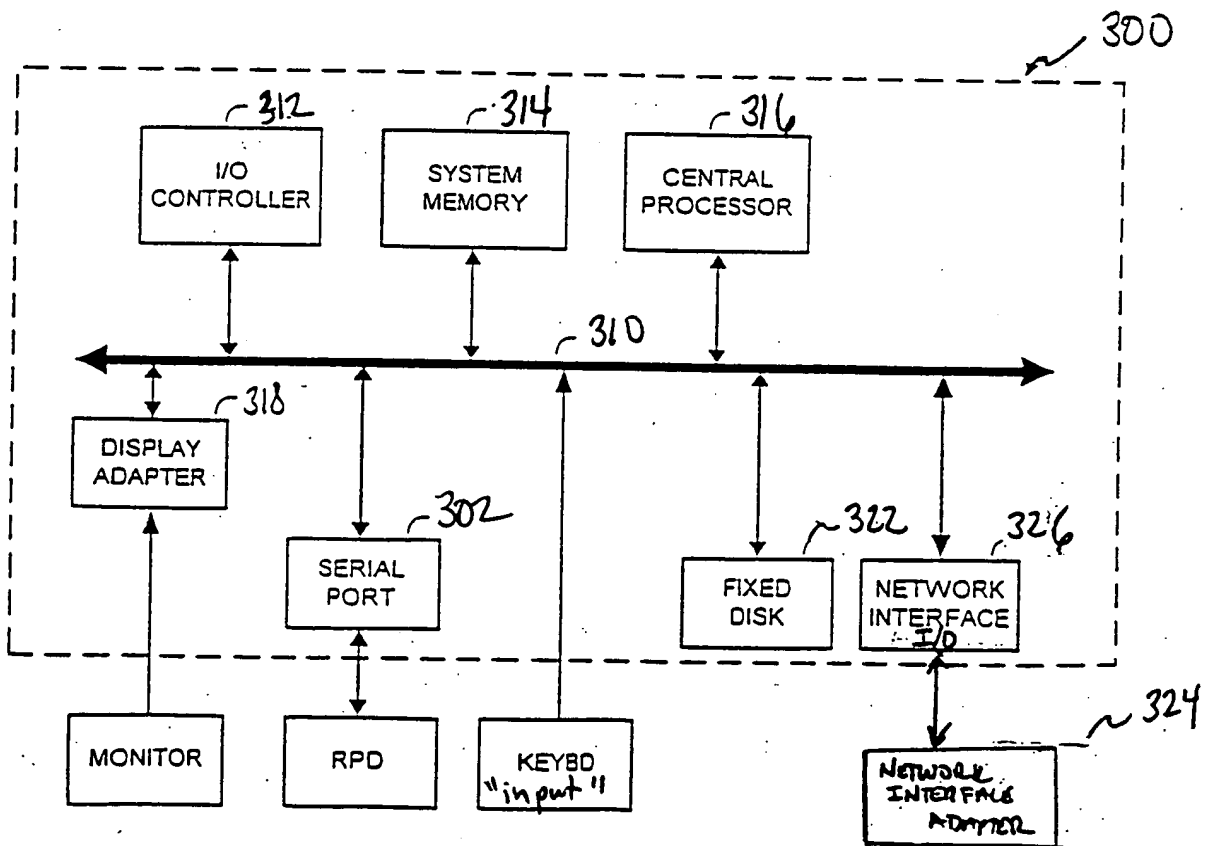 300
312
314
316
I/O
CONTROLLER
SYSTEM
MEMORY
CENTRAL
PROCESSOR
310
318
DISPLAY
ADAPTER
302
322
326
SERIAL
PORT
FIXED
DISK
NETWORK
INTERFACE
I/O
324
MONITOR
RPD
KEYBD
"input"
NETWORK
INTERFACE
ADAPTER